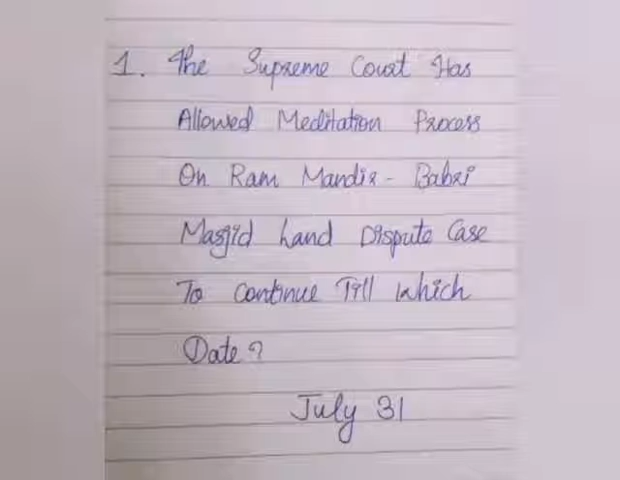 1. The Supreme Court Has
Allowed Meditation Process
On Ram Mandir - Babri
Masjid Land Dispute Case
To Continue Till which
Date?
July 31